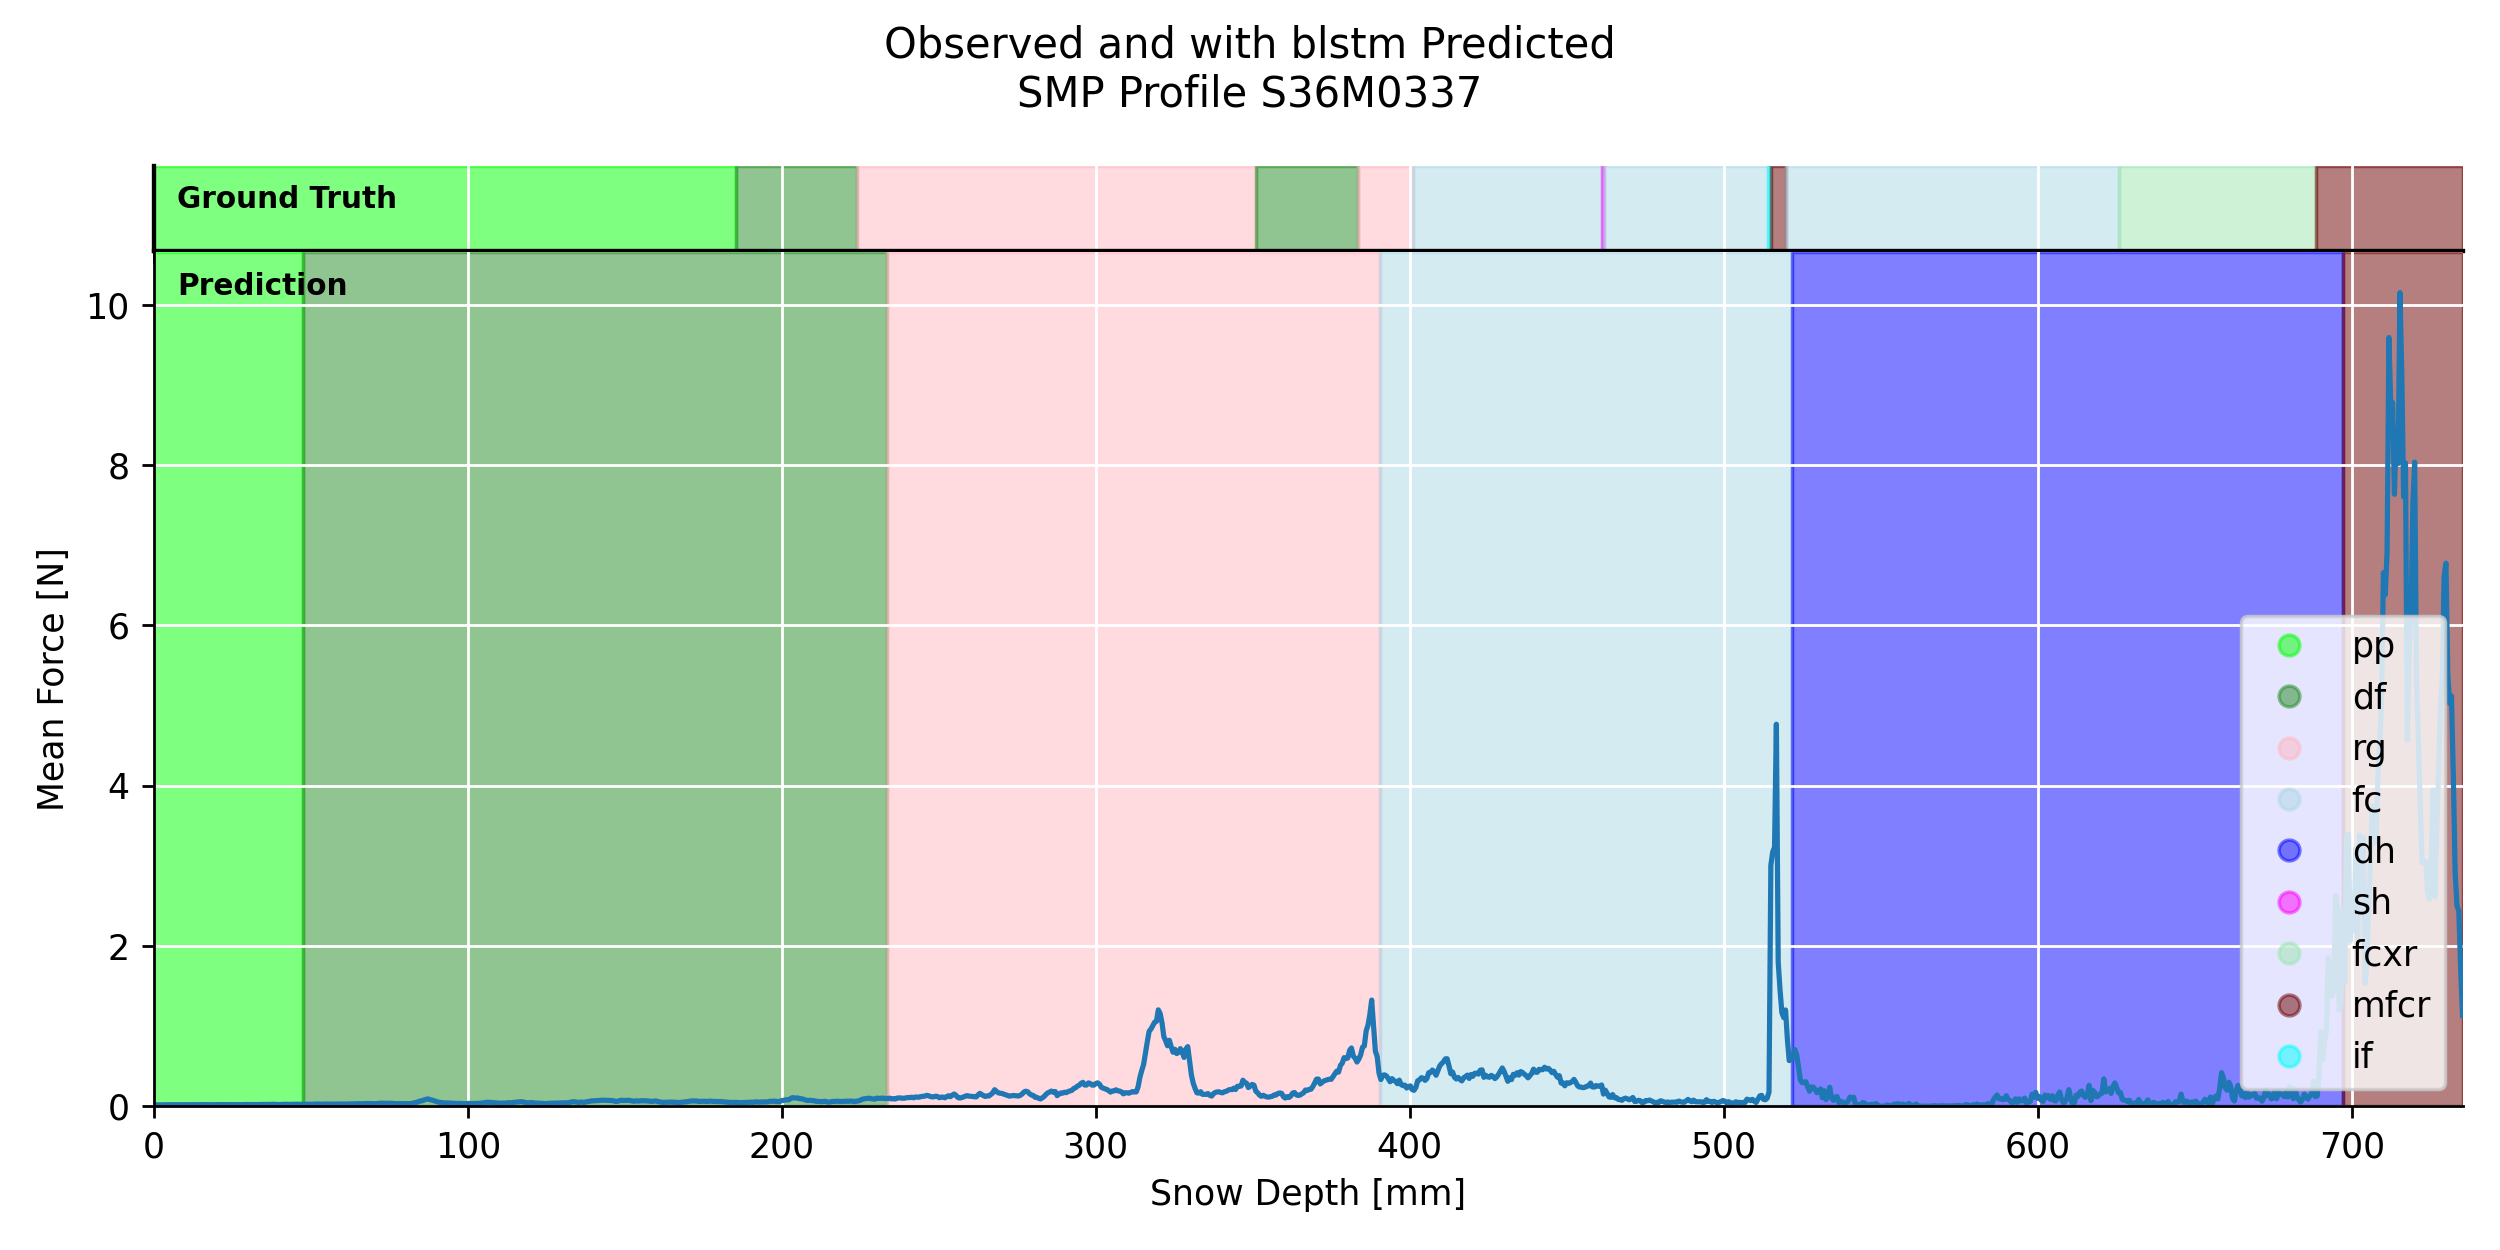 Observed and with blstm Predicted
SMP Profile S36M0337
Ground Truth
Prediction
10
8
6
4
2
0
Mean Force [N]
pp
df
rg
fc
dh
sh
fcxr
mfcr
if
0 100 200 300 400 500 600 700
Snow Depth [mm]